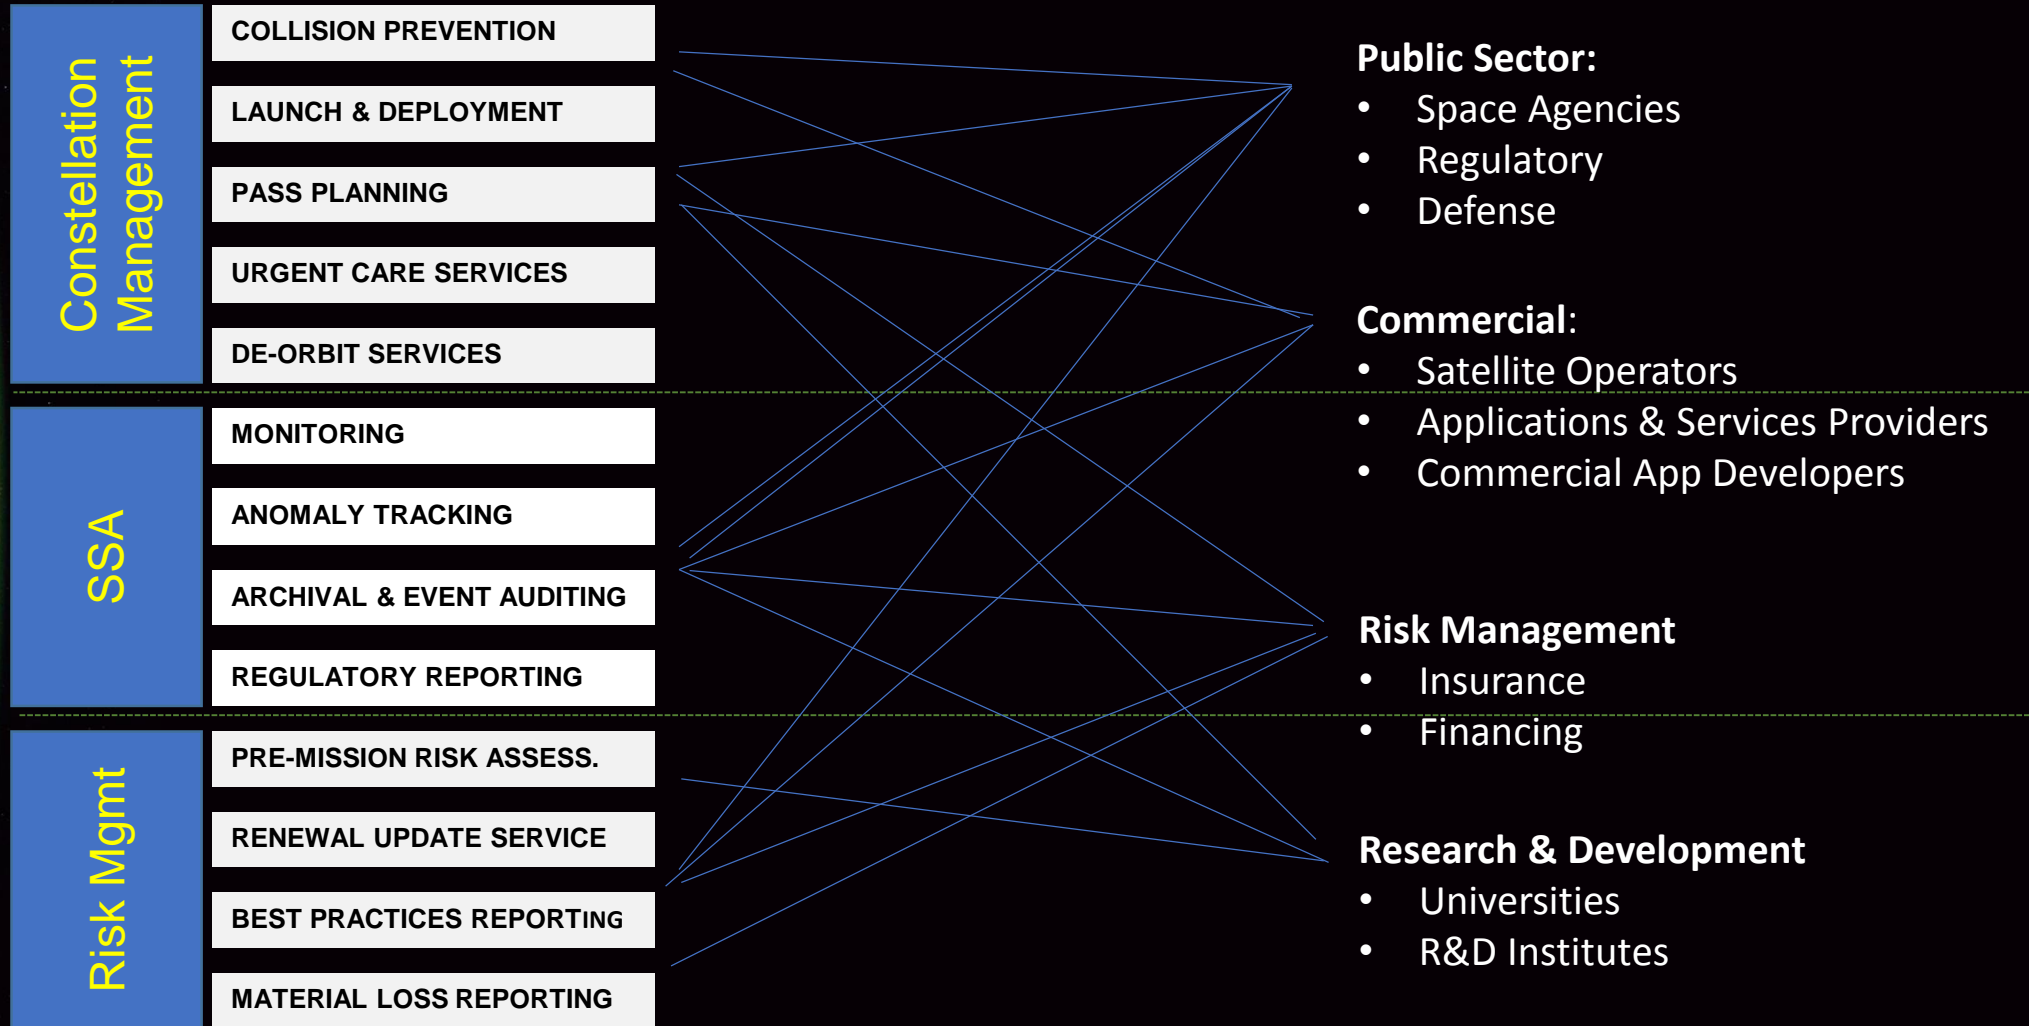 Constellation
Management
COLLISION PREVENTION
LAUNCH & DEPLOYMENT
PASS PLANNING
URGENT CARE SERVICES
DE-ORBIT SERVICES
SSA
MONITORING
ANOMALY TRACKING
ARCHIVAL & EVENT AUDITING
REGULATORY REPORTING
Risk Mgmt
PRE-MISSION RISK ASSESS.
RENEWAL UPDATE SERVICE
BEST PRACTICES REPORTING
MATERIAL LOSS REPORTING
Public Sector:
• Space Agencies
• Regulatory
• Defense
Commercial:
• Satellite Operators
• Applications & Services Providers
• Commercial App Developers
Risk Management
• Insurance
• Financing
Research & Development
• Universities
• R&D Institutes